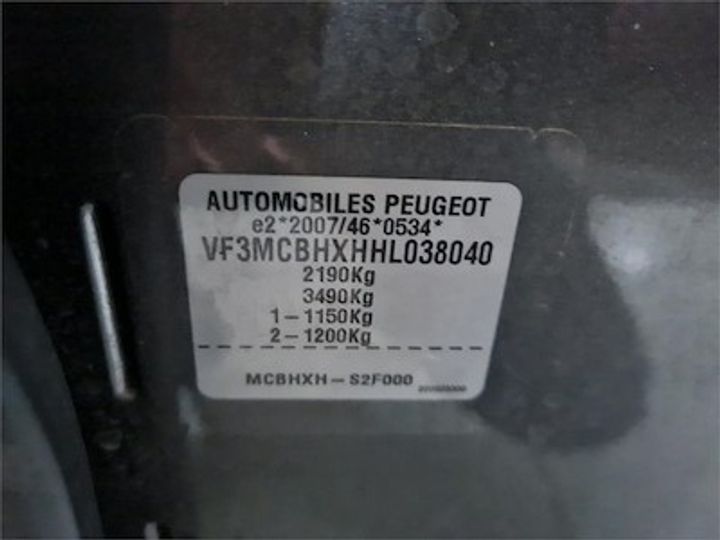 AUTOMOBILES PEUGEOT
e2*2007/46*0534*
VF3MCBHXHHL038040
2190Kg
3490Kg
1-1150Kg
2-1200Kg
MCBHXH-S2F000